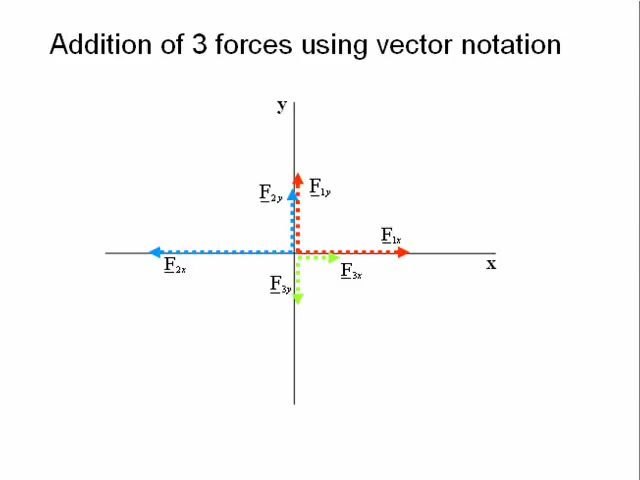 Addition of 3 forces using vector notation
y
F2y
F1y
F1x
F2x
F3x
x
F3y